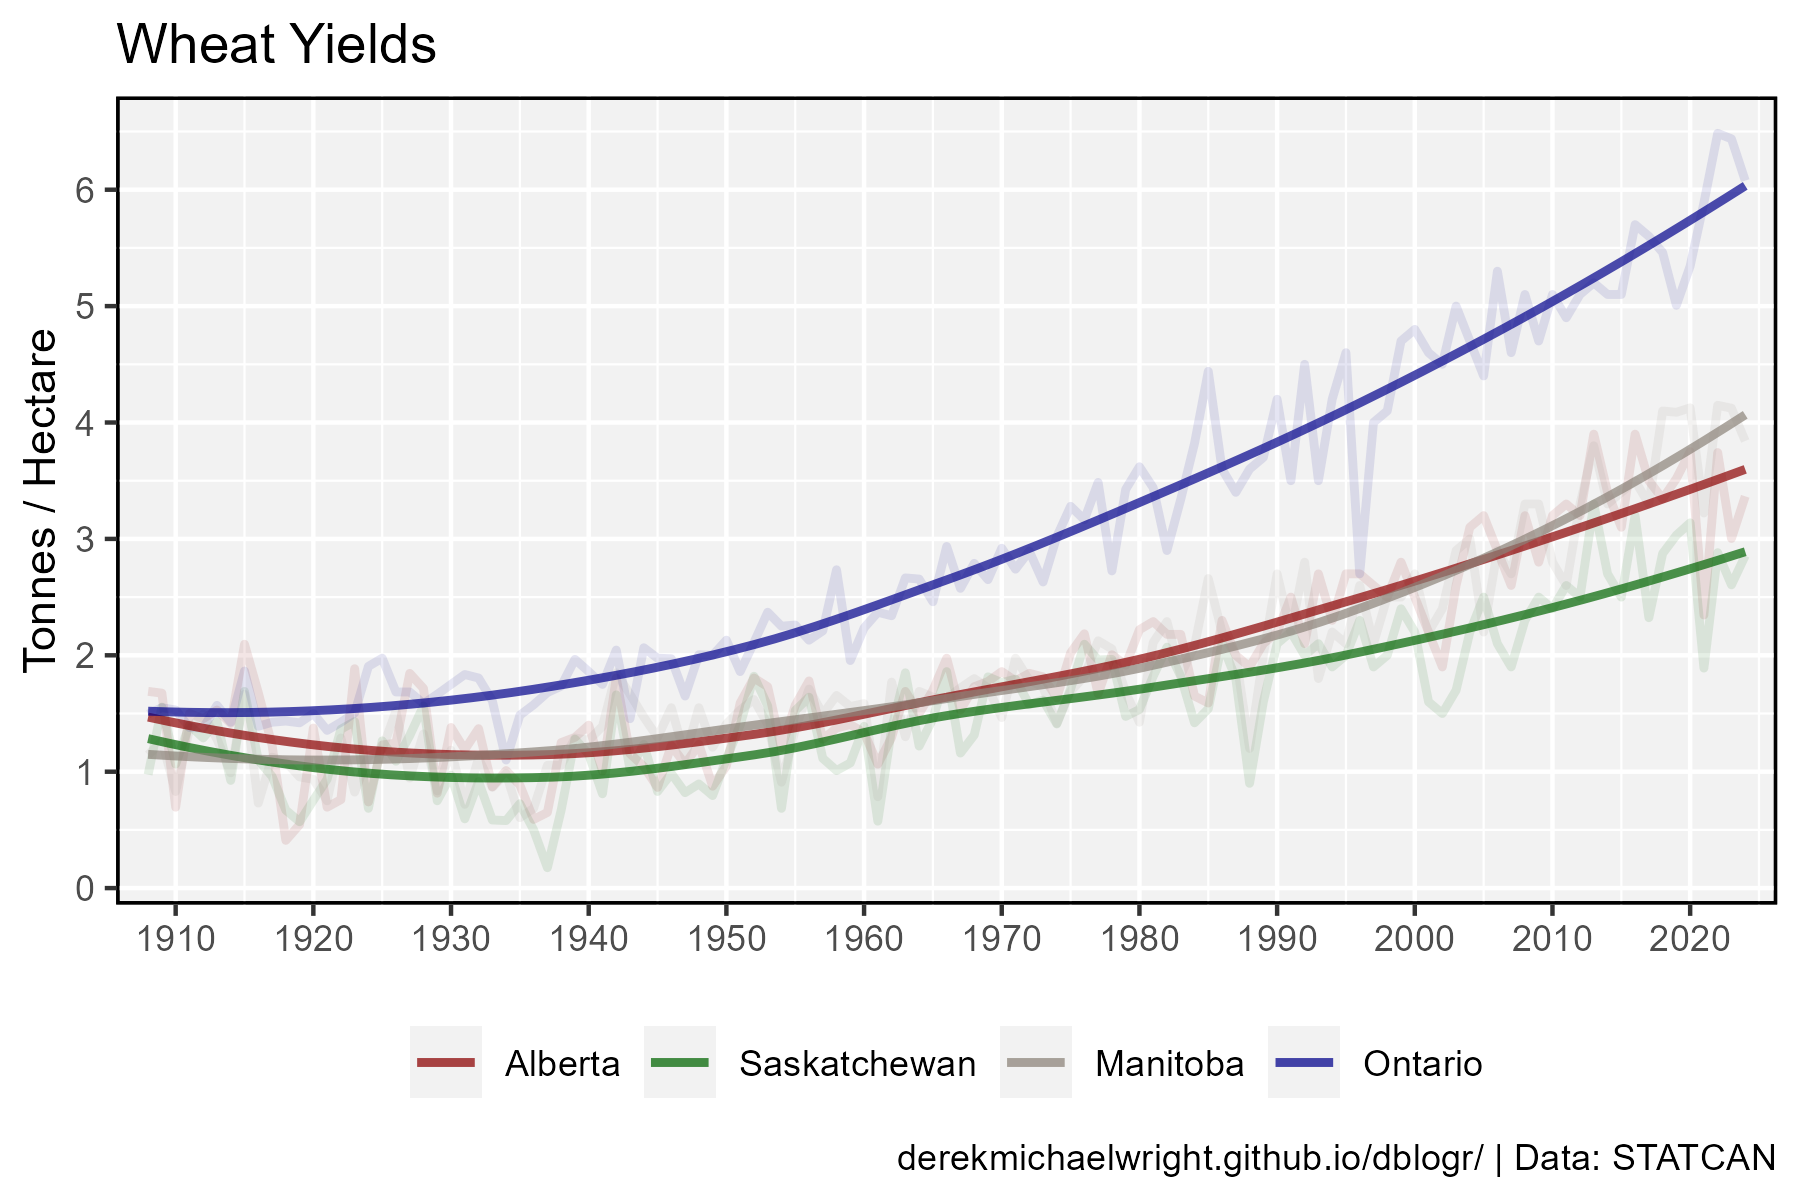 Wheat Yields
Tonnes / Hectare
6
5
4
3
2
1
0
1910 1920 1930 1940 1950 1960 1970 1980 1990 2000 2010 2020
Alberta Saskatchewan Manitoba Ontario
derekmichaelwright.github.io/dblogr/ | Data: STATCAN